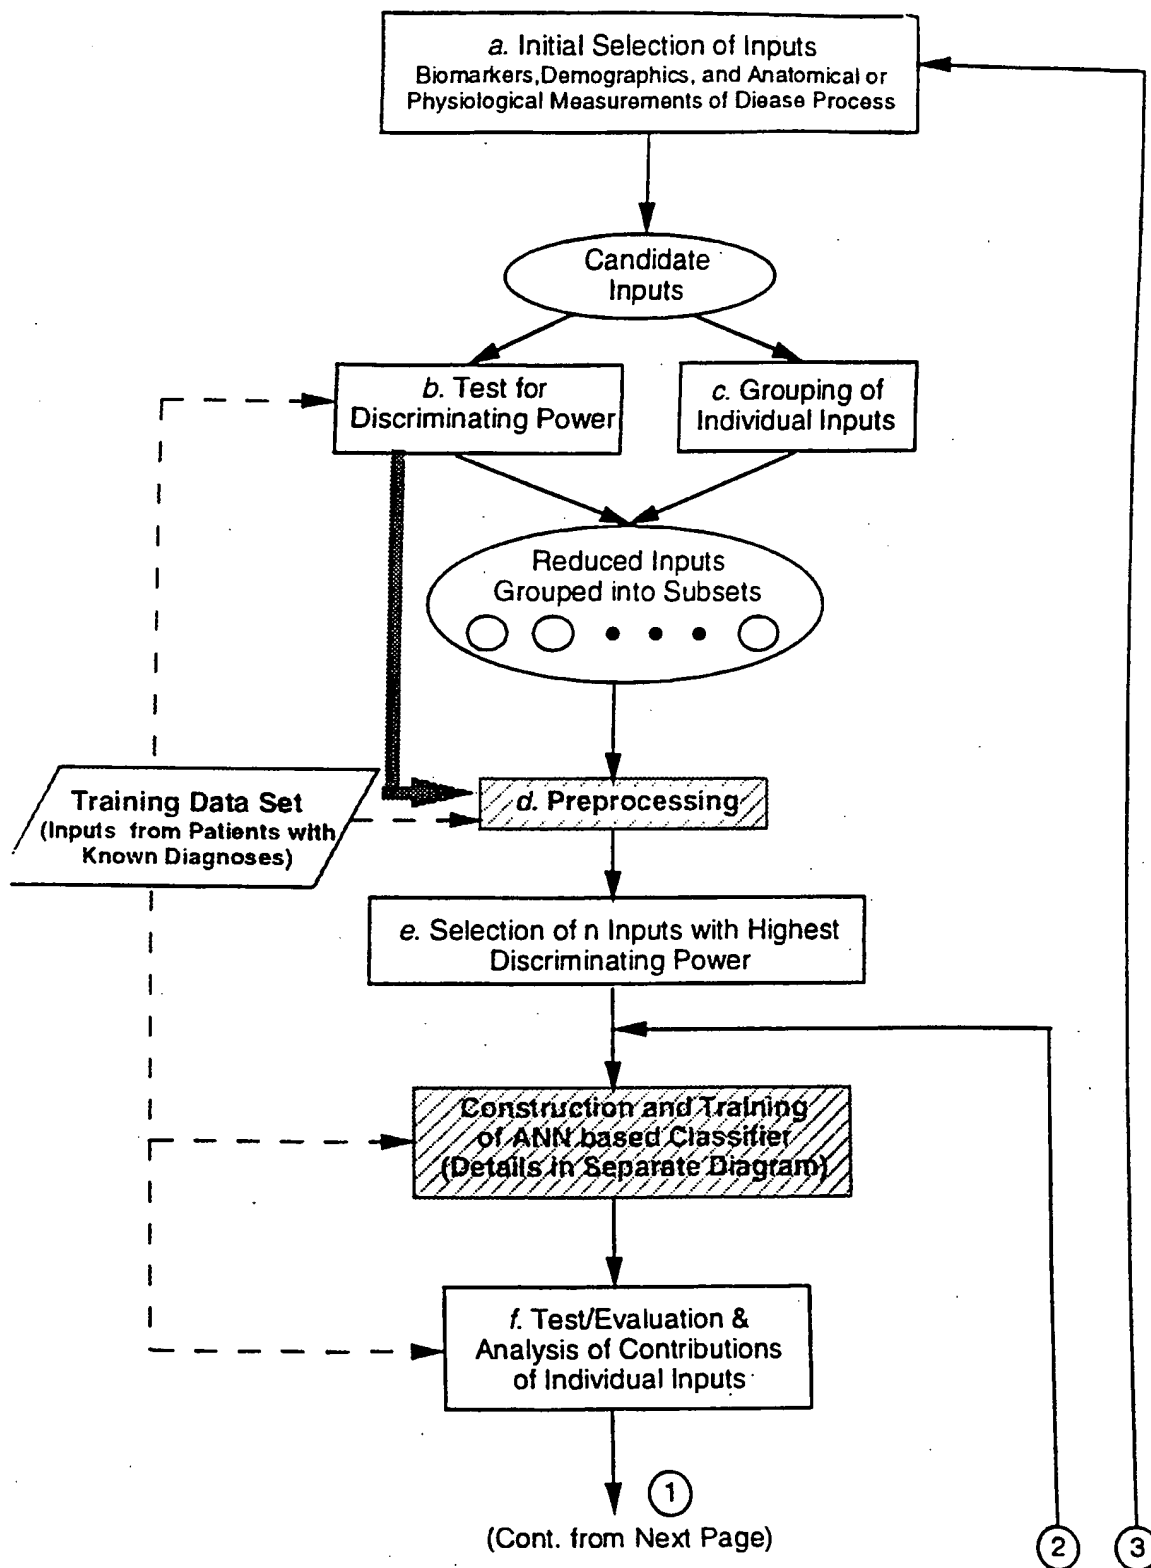 a. Initial Selection of Inputs
Biomarkers,Demographics, and Anatomical or
Physiological Measurements of Diease Process
Candidate
Inputs
b. Test for
Discriminating Power
c. Grouping of
Individual Inputs
Reduced Inputs
Grouped into Subsets
Training Data Set
(Inputs from Patients with
Known Diagnoses)
d. Preprocessing
e. Selection of n Inputs with Highest
Discriminating Power
Construction and Training
of ANN based Classifier
(Details in Separate Diagram)
f. Test/Evaluation &
Analysis of Contributions
of Individual Inputs
1
(Cont. from Next Page)
2
3